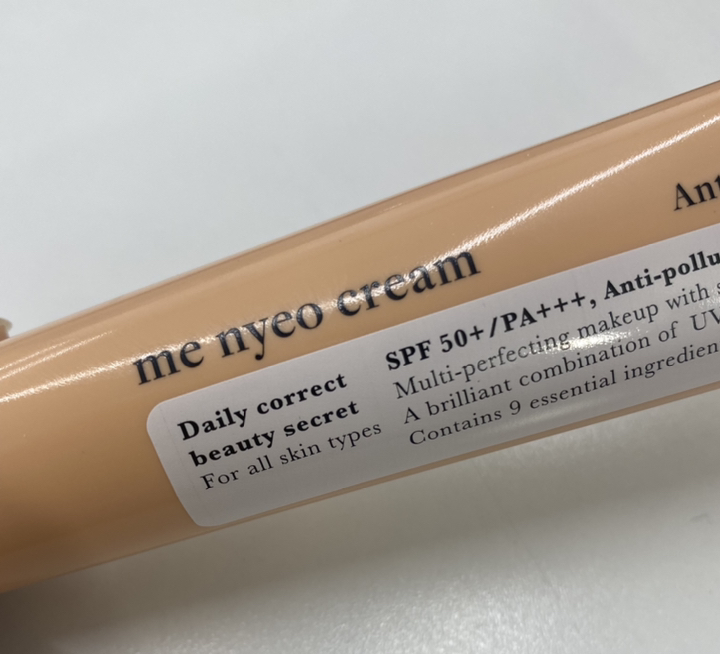 Ant
me nyeo cream
Daily correct
beauty secret
For all skin types
SPF 50+/PA+++, Anti-pollu
Multi-perfecting makeup with s
A brilliant combination of UV
Contains 9 essential ingredien